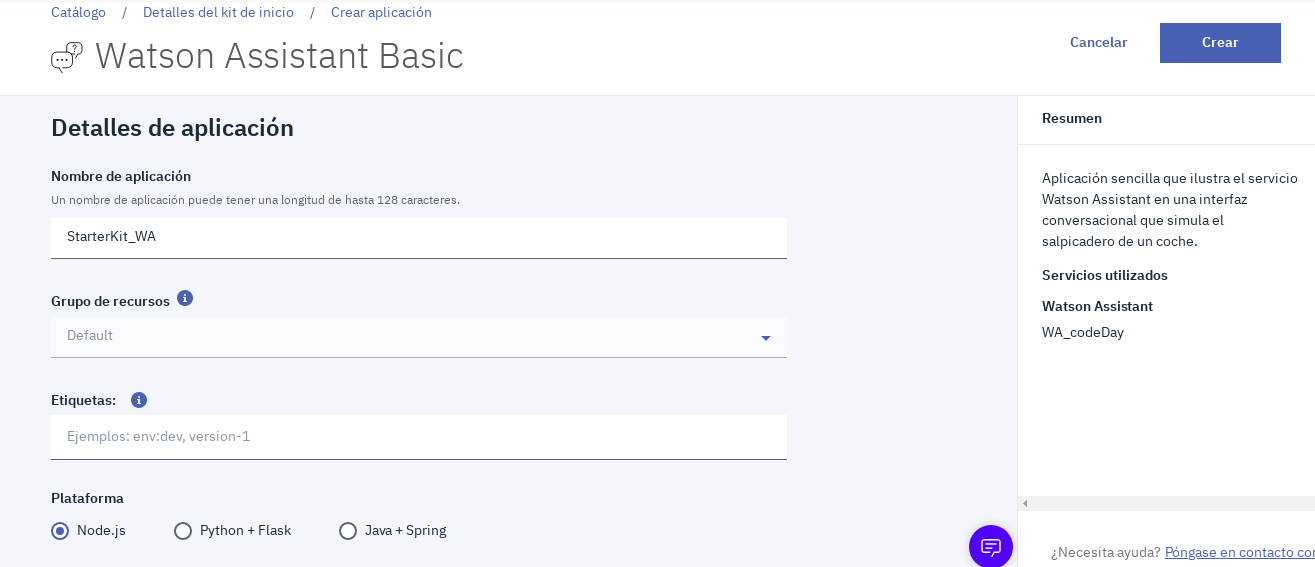 Catálogo / Detalles del kit de inicio / Crear aplicación
Watson Assistant Basic
Cancelar
Crear
Detalles de aplicación
Nombre de aplicación
Un nombre de aplicación puede tener una longitud de hasta 128 caracteres.
StarterKit_WA
Grupo de recursos
Default
Etiquetas:
Ejemplos: env:dev, version-1
Plataforma
Node.js Python + Flask Java + Spring
Resumen
Aplicación sencilla que ilustra el servicio
Watson Assistant en una interfaz
conversacional que simula el
salpicadero de un coche.
Servicios utilizados
Watson Assistant
WA_codeDay
¿Necesita ayuda? Póngase en contacto con